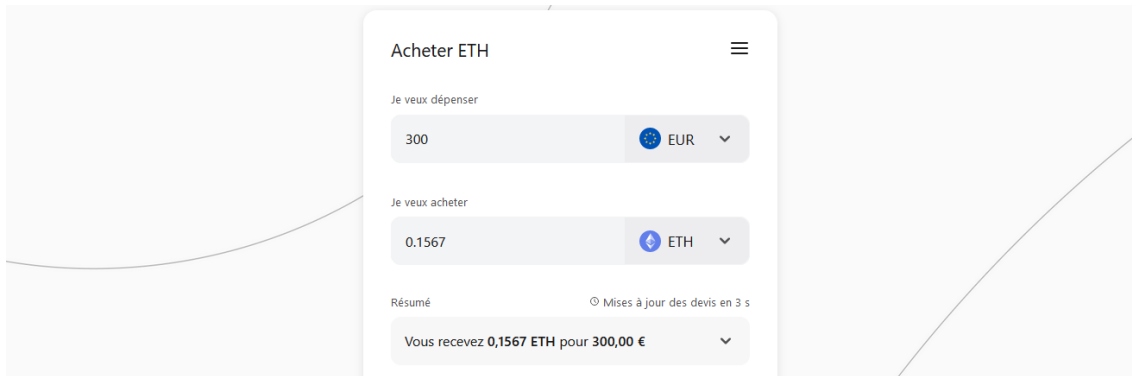 Acheter ETH
Je veux dépenser
300 EUR
Je veux acheter
0.1567 ETH
Résumé Mises à jour des devis en 3 s
Vous recevez 0,1567 ETH pour 300,00 €